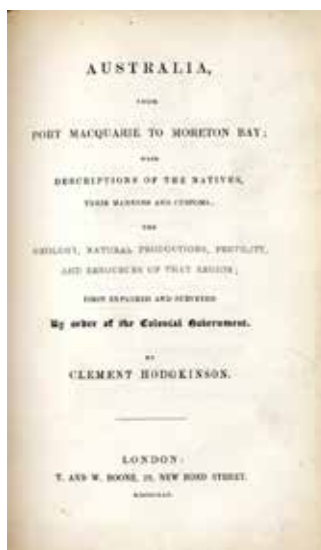 AUSTRALIA,
FROM
PORT MACQUARIE TO MORETON BAY;
WITH
DESCRIPTIONS OF THE NATIVES,
THEIR MANNERS AND CUSTOMS;
THE
GEOLOGY, NATURAL PRODUCTIONS, FERTILITY,
AND RESOURCES OF THAT REGION;
FIRST EXPLORED AND SURVEYED
By order of the Colonial Government.
BY
CLEMENT HODGKINSON.
LONDON:
T. AND W. BOONE, 29, NEW BOND STREET.